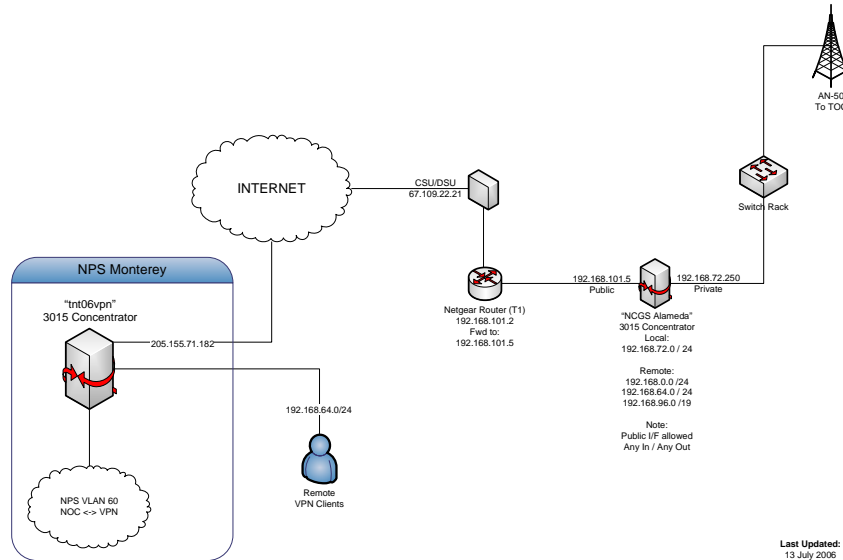 AN-50
To TOC
INTERNET
CSU/DSU
67.109.22.21
Switch Rack
NPS Monterey
"tnt06vpn"
3015 Concentrator
205.155.71.182
192.168.64.0/24
Remote
VPN Clients
NPS VLAN 60
NOC <-> VPN
Netgear Router (T1)
192.168.101.2
Fwd to:
192.168.101.5
192.168.101.5
Public
192.168.72.250
Private
"NCGS Alameda"
3015 Concentrator
Local:
192.168.72.0 / 24
Remote:
192.168.0.0 /24
192.168.64.0 / 24
192.168.96.0 /19
Note:
Public I/F allowed
Any In / Any Out
Last Updated:
13 July 2006